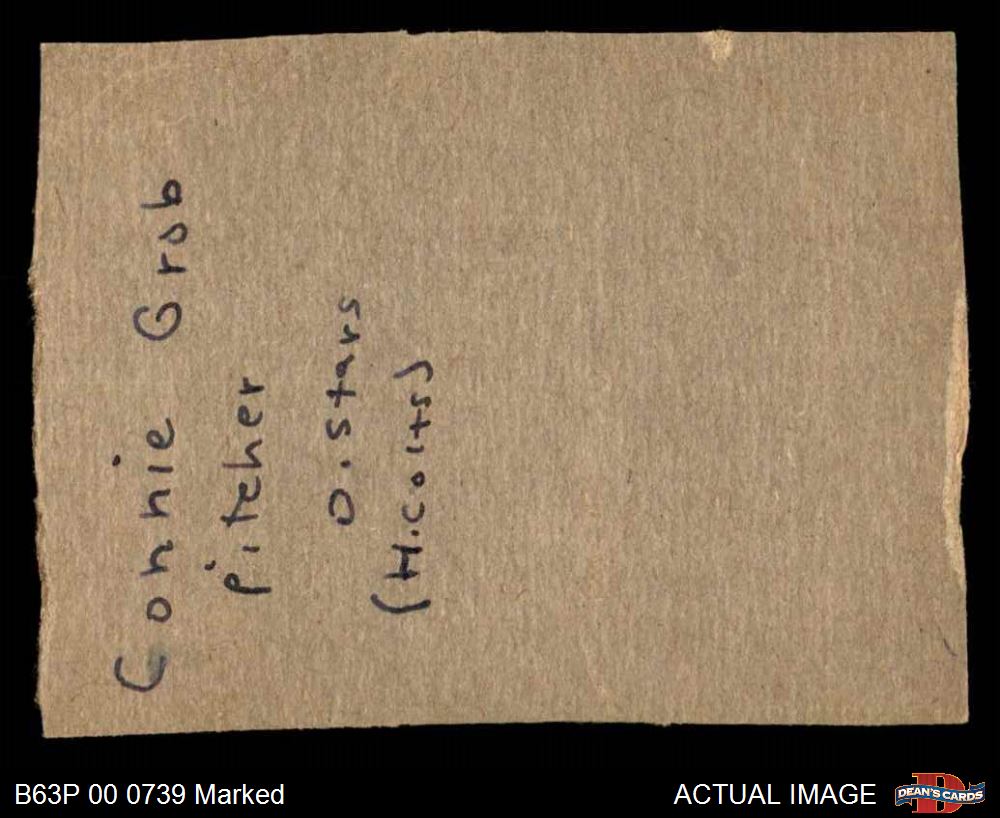 Connie Grob
pitcher
O. stars
(H. colts)
B63P 00 0739 Marked
ACTUAL IMAGE
DEAN'S CARDS